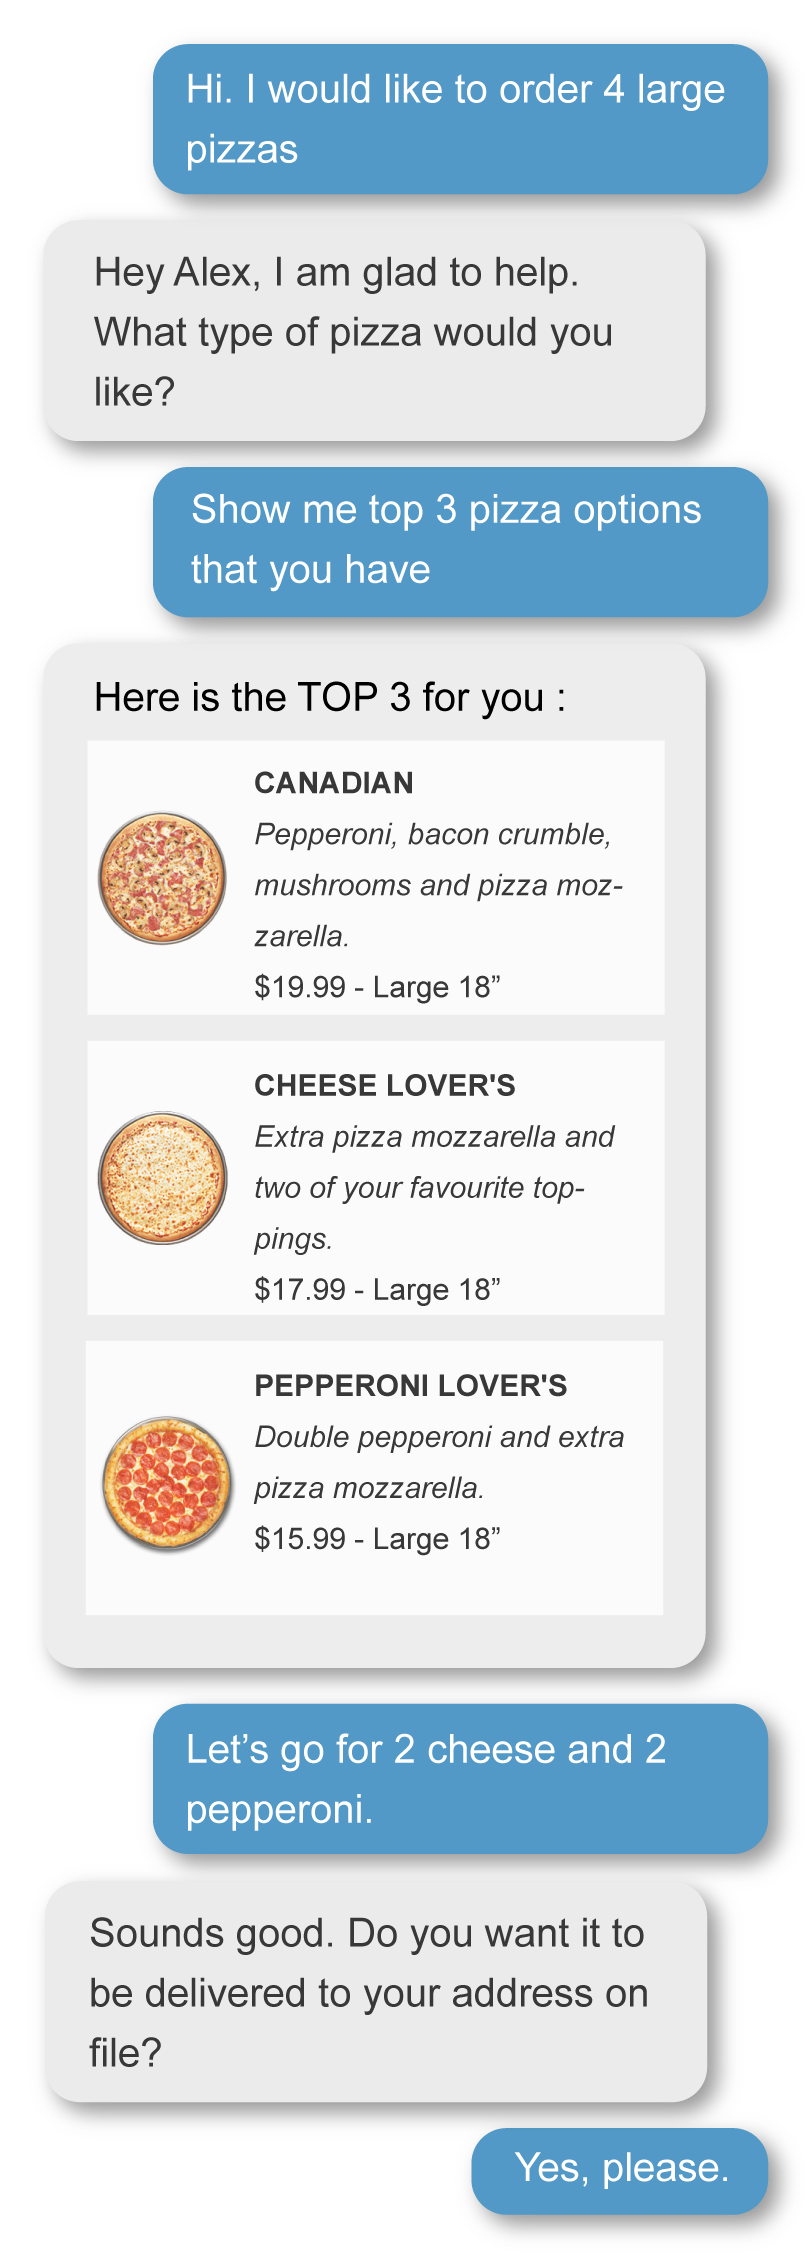 Hi. I would like to order 4 large
pizzas
Hey Alex, I am glad to help.
What type of pizza would you
like?
Show me top 3 pizza options
that you have
Here is the TOP 3 for you :
CANADIAN
Pepperoni, bacon crumble,
mushrooms and pizza moz-
zarella.
$19.99 - Large 18”
CHEESE LOVER'S
Extra pizza mozzarella and
two of your favourite top-
pings.
$17.99 - Large 18”
PEPPERONI LOVER'S
Double pepperoni and extra
pizza mozzarella.
$15.99 - Large 18”
Let’s go for 2 cheese and 2
pepperoni.
Sounds good. Do you want it to
be delivered to your address on
file?
Yes, please.